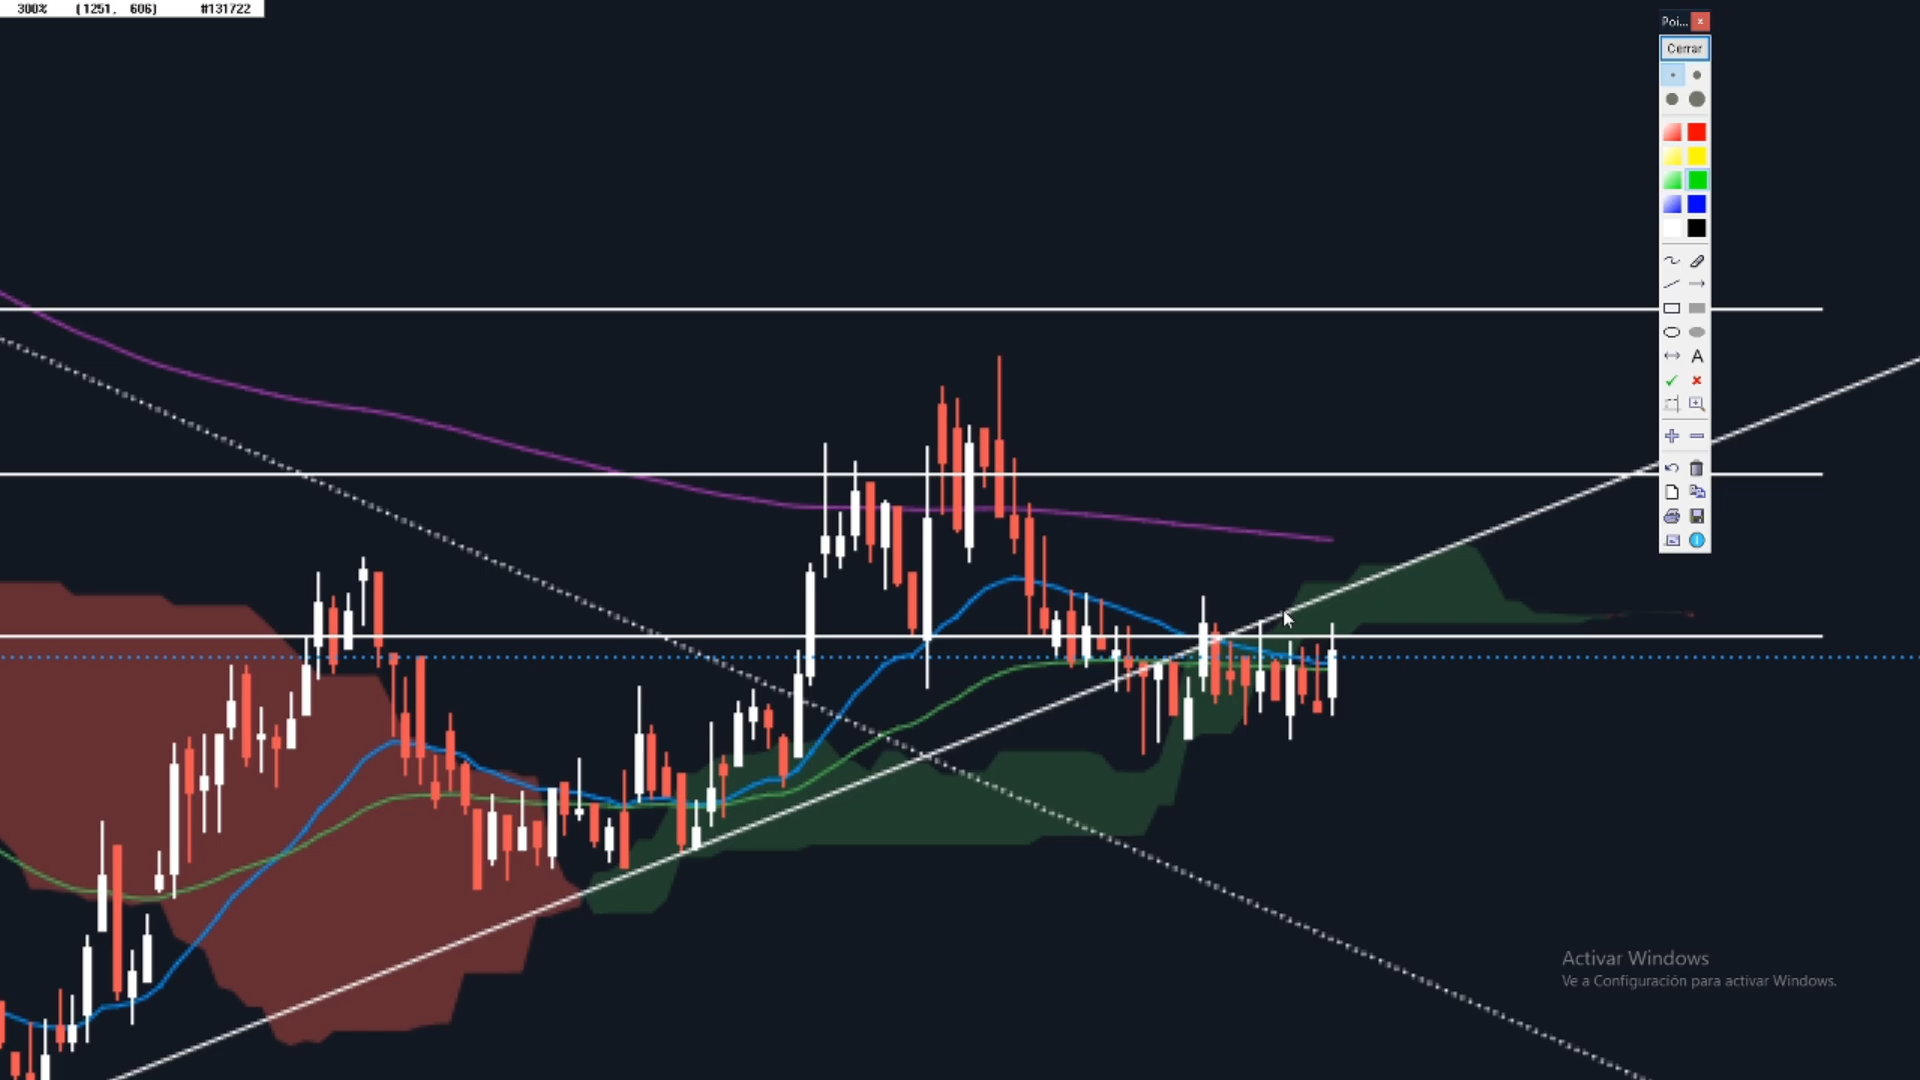 300% (1251, 606) #131722
Poi...
Cerrar
A
Activar Windows
Ve a Configuración para activar Windows.